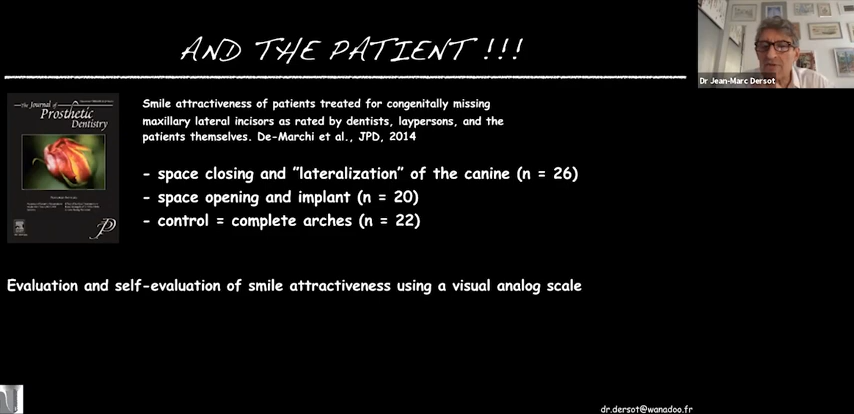 AND THE PATIENT !!!
Dr Jean-Marc Dersot
The Journal of
Prosthetic
Dentistry
Smile attractiveness of patients treated for congenitally missing
maxillary lateral incisors as rated by dentists, laypersons, and the
patients themselves. De-Marchi et al., JPD, 2014
- space closing and "lateralization" of the canine (n = 26)
- space opening and implant (n = 20)
- control = complete arches (n = 22)
Evaluation and self-evaluation of smile attractiveness using a visual analog scale
dr.dersot@wanadoo.fr